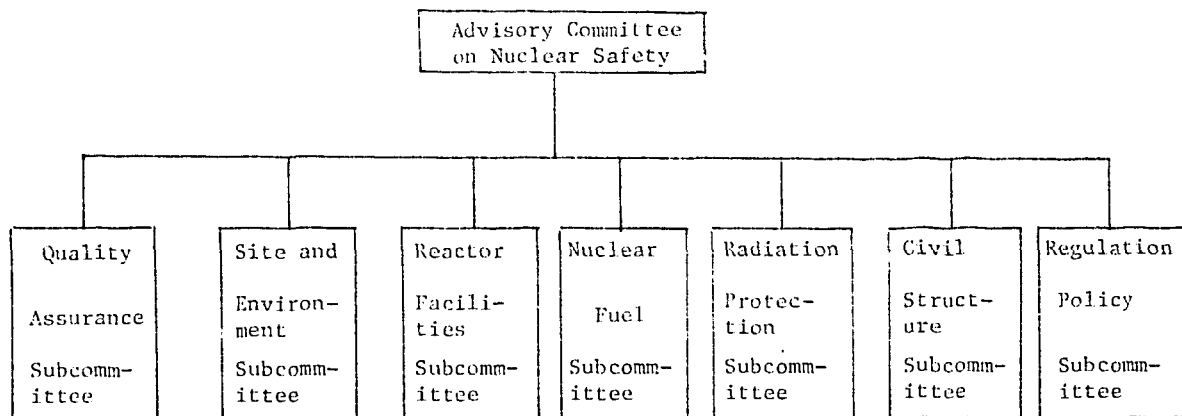 Advisory Committee
on Nuclear Safety
Quality
Assurance
Subcomm-
ittee
Site and
Environ-
ment
Subcomm-
ittee
Reactor
Facili-
ties
Subcomm-
ittee
Nuclear
Fuel
Subcomm-
ittee
Radiation
Protec-
tion
Subcomm-
ittee
Civil
Struct-
ure
Subcomm-
ittee
Regulation
Policy
Subcomm-
ittee